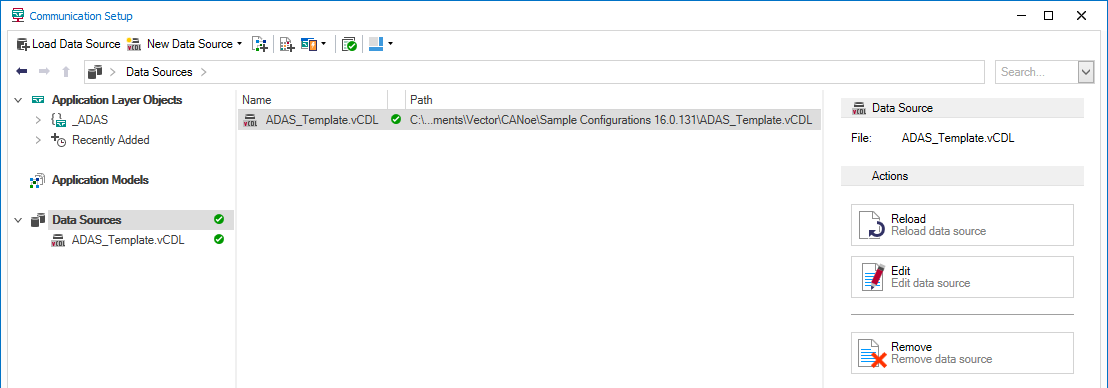 Communication Setup
Load Data Source New Data Source
Data Sources
Search...
Application Layer Objects
_ADAS
Recently Added
Application Models
Data Sources
ADAS_Template.vCDL
Name Path
ADAS_Template.vCDL C:\...ments\Vector\CANoe\Sample Configurations 16.0.131\ADAS_Template.vCDL
Data Source
File: ADAS_Template.vCDL
Actions
Reload
Reload data source
Edit
Edit data source
Remove
Remove data source